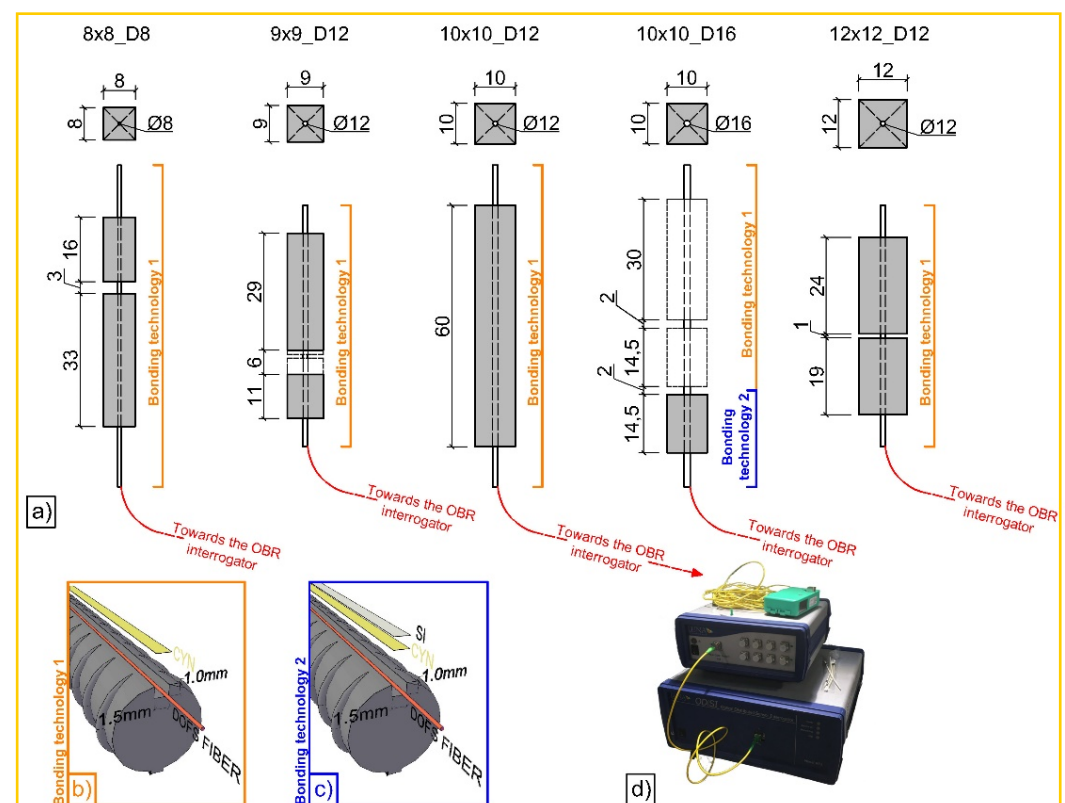 8x8_D8
9x9_D12
10x10_D12
10x10_D16
12x12_D12
8
9
10
10
12
8
Ø8
9
Ø12
10
Ø12
10
Ø16
12
Ø12
16
3
33
Bonding technology 1
29
6
11
Bonding technology 1
60
Bonding technology 1
30
2
14,5
2
14,5
Bonding technology 1
Bonding
technology 2
24
1
19
Bonding technology 1
a)
Towards the OBR
interrogator
Towards the OBR
interrogator
Towards the OBR
interrogator
Towards the OBR
interrogator
Towards the OBR
interrogator
Bonding technology 1
CYN
1.0mm
1.5mm
DOFS FIBER
b)
Bonding technology 2
SI
CYN
1.0mm
1.5mm
DOFS FIBER
c)
ODiSI
d)